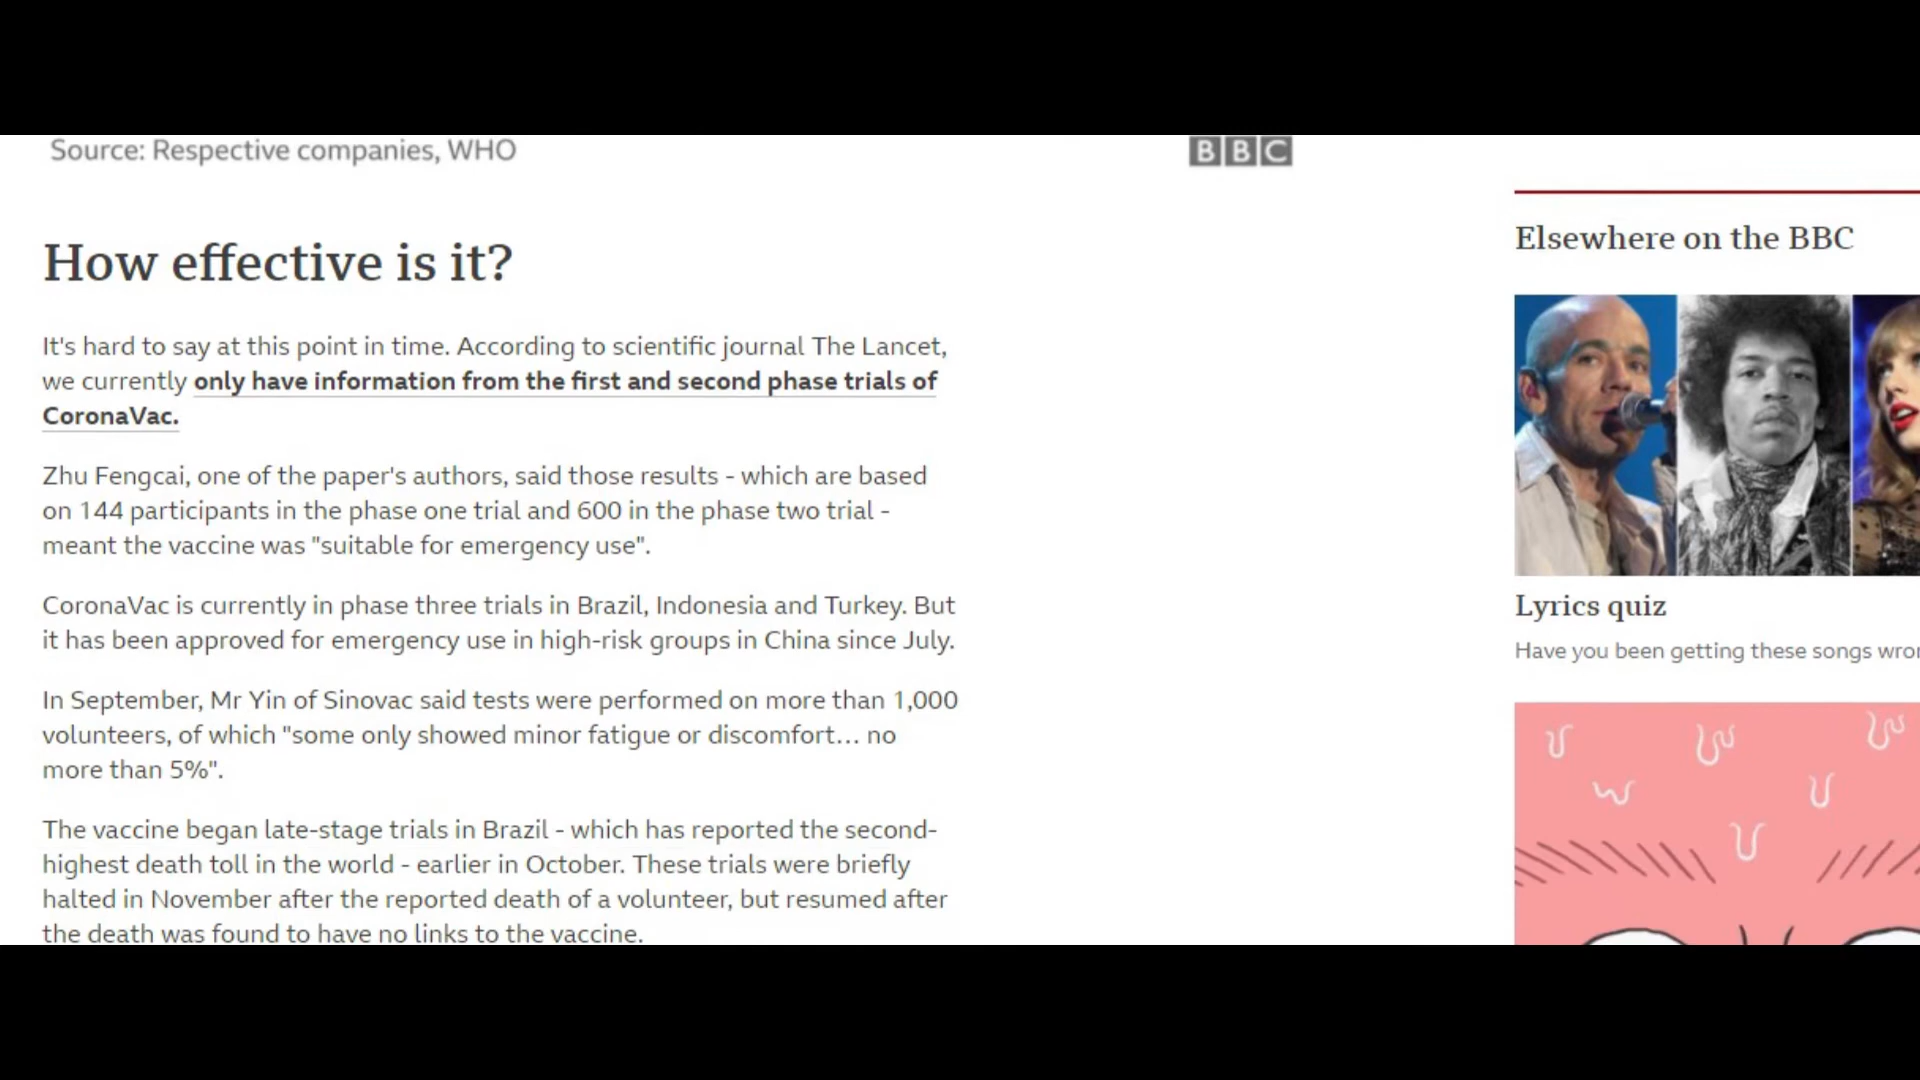 Source: Respective companies, WHO
BBC
How effective is it?
It's hard to say at this point in time. According to scientific journal The Lancet,
we currently only have information from the first and second phase trials of
CoronaVac.
Zhu Fengcai, one of the paper's authors, said those results - which are based
on 144 participants in the phase one trial and 600 in the phase two trial -
meant the vaccine was "suitable for emergency use".
CoronaVac is currently in phase three trials in Brazil, Indonesia and Turkey. But
it has been approved for emergency use in high-risk groups in China since July.
In September, Mr Yin of Sinovac said tests were performed on more than 1,000
volunteers, of which "some only showed minor fatigue or discomfort... no
more than 5%".
The vaccine began late-stage trials in Brazil - which has reported the second-
highest death toll in the world - earlier in October. These trials were briefly
halted in November after the reported death of a volunteer, but resumed after
the death was found to have no links to the vaccine.
Elsewhere on the BBC
Lyrics quiz
Have you been getting these songs